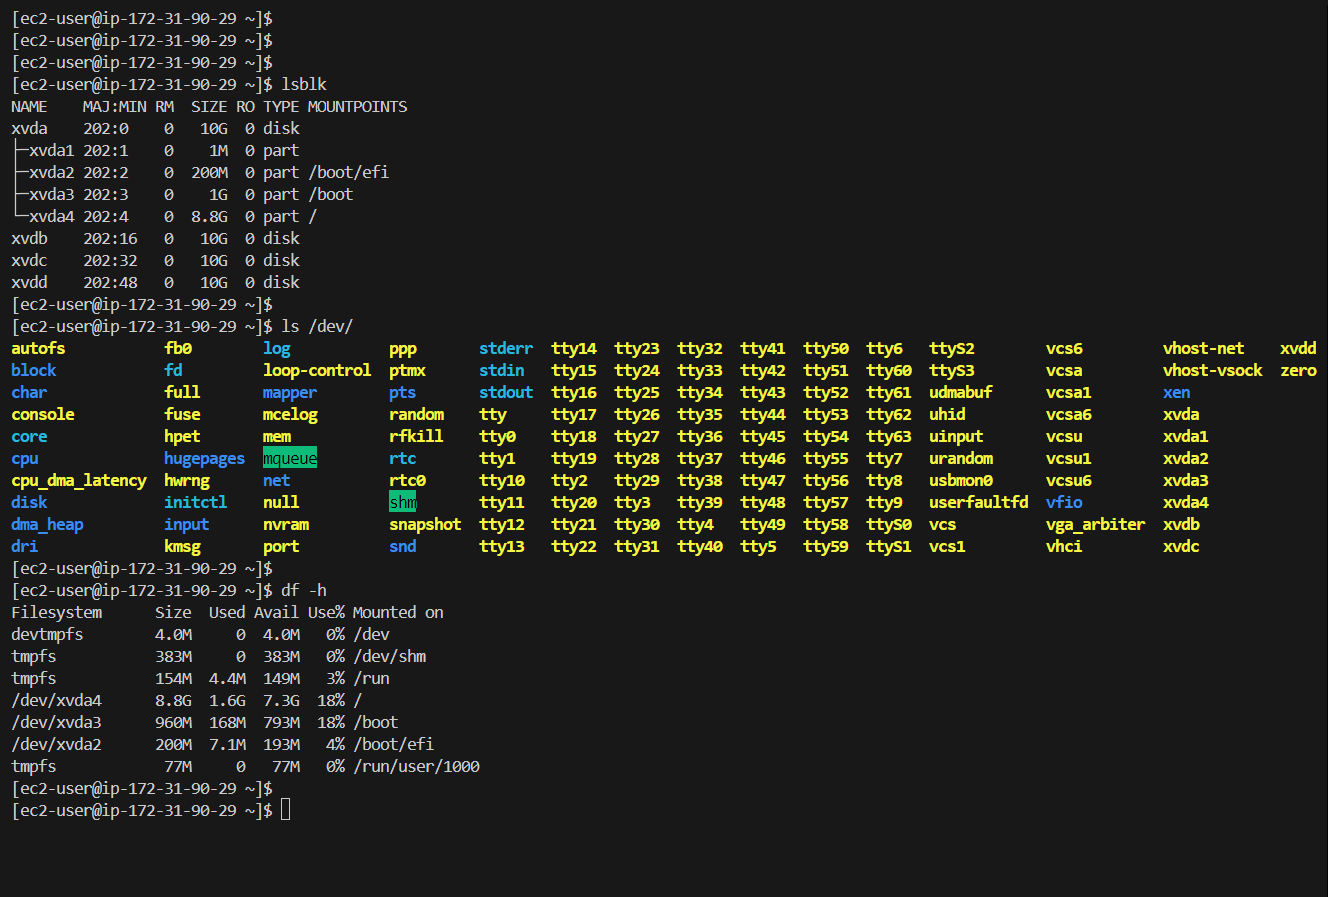 [ec2-user@ip-172-31-90-29 ~]$
[ec2-user@ip-172-31-90-29 ~]$
[ec2-user@ip-172-31-90-29 ~]$
[ec2-user@ip-172-31-90-29 ~]$ lsblk
NAME    MAJ:MIN RM  SIZE RO TYPE MOUNTPOINTS
xvda    202:0    0   10G  0 disk
├─xvda1 202:1    0    1M  0 part
├─xvda2 202:2    0  200M  0 part /boot/efi
├─xvda3 202:3    0    1G  0 part /boot
└─xvda4 202:4    0  8.8G  0 part /
xvdb    202:16   0   10G  0 disk
xvdc    202:32   0   10G  0 disk
xvdd    202:48   0   10G  0 disk
[ec2-user@ip-172-31-90-29 ~]$
[ec2-user@ip-172-31-90-29 ~]$ ls /dev/
autofs           fb0        log           ppp       stderr  tty14  tty23  tty32  tty41  tty50  tty6   ttyS2        vcs6         vhost-net    xvdd
block            fd         loop-control  ptmx      stdin   tty15  tty24  tty33  tty42  tty51  tty60  ttyS3        vcsa         vhost-vsock  zero
char             full       mapper        pts       stdout  tty16  tty25  tty34  tty43  tty52  tty61  udmabuf      vcsa1        xen
console          fuse       mcelog        random    tty     tty17  tty26  tty35  tty44  tty53  tty62  uhid         vcsa6        xvda
core             hpet       mem           rfkill    tty0    tty18  tty27  tty36  tty45  tty54  tty63  uinput       vcsu         xvda1
cpu              hugepages  mqueue        rtc       tty1    tty19  tty28  tty37  tty46  tty55  tty7   urandom      vcsu1        xvda2
cpu_dma_latency  hwrng      net           rtc0      tty10   tty2   tty29  tty38  tty47  tty56  tty8   usbmon0      vcsu6        xvda3
disk             initctl    null          shm       tty11   tty20  tty3   tty39  tty48  tty57  tty9   userfaultfd  vfio         xvda4
dma_heap         input      nvram         snapshot  tty12   tty21  tty30  tty4   tty49  tty58  ttyS0  vcs          vga_arbiter  xvdb
dri              kmsg       port          snd       tty13   tty22  tty31  tty40  tty5   tty59  ttyS1  vcs1         vhci         xvdc
[ec2-user@ip-172-31-90-29 ~]$
[ec2-user@ip-172-31-90-29 ~]$ df -h
Filesystem      Size  Used Avail Use% Mounted on
devtmpfs        4.0M     0  4.0M   0% /dev
tmpfs           383M     0  383M   0% /dev/shm
tmpfs           154M  4.4M  149M   3% /run
/dev/xvda4      8.8G  1.6G  7.3G  18% /
/dev/xvda3      960M  168M  793M  18% /boot
/dev/xvda2      200M  7.1M  193M   4% /boot/efi
tmpfs            77M     0   77M   0% /run/user/1000
[ec2-user@ip-172-31-90-29 ~]$
[ec2-user@ip-172-31-90-29 ~]$